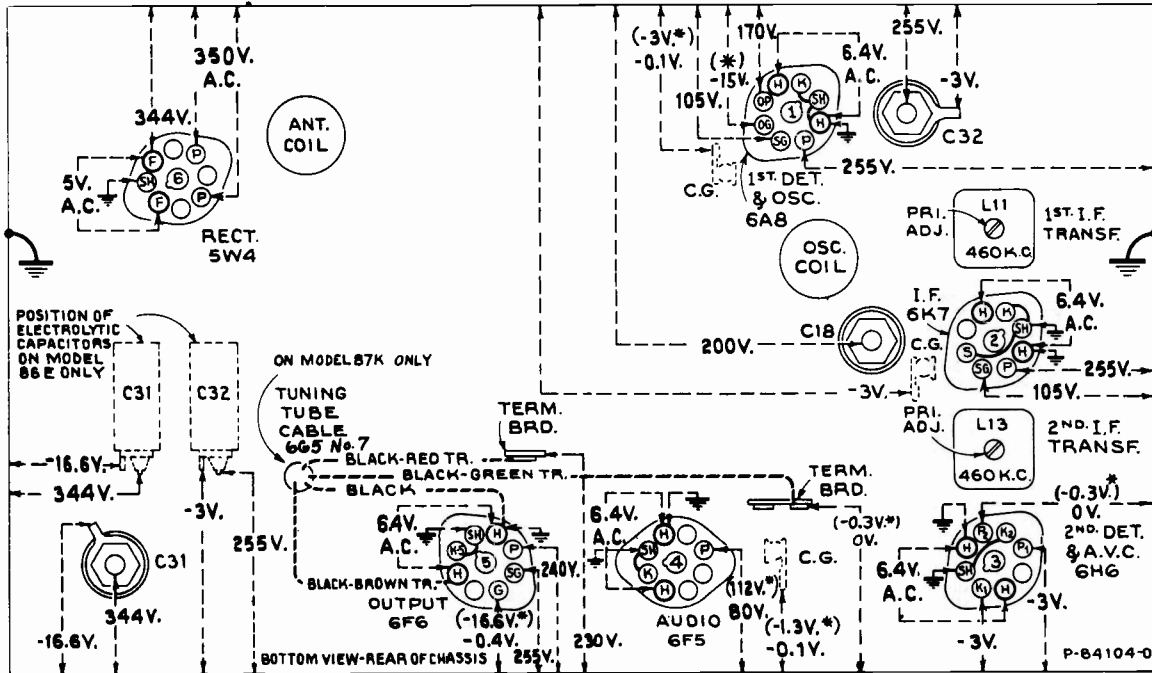 350V.
A.C.
344V.
F
P
SH
6
F
P
5V.
A.C.
RECT.
5W4
ANT.
COIL
(-3V.*)
-0.1V.
(*)
-15V.
105V.
170V.
H
K
OP
SH
1
OG
H
SG
P
6.4V.
A.C.
255V.
-3V.
C32
255V.
C.G.
1ST. DET.
& OSC.
6A8
OSC.
COIL
PRI.
ADJ.
L11
460K.C.
1ST. I.F.
TRANSF.
I.F.
6K7
H
K
SH
2
S
H
SG
P
6.4V.
A.C.
C18
200V.
C.G.
-3V.
255V.
105V.
PRI.
ADJ.
L13
460K.C.
2ND. I.F.
TRANSF.
POSITION OF
ELECTROLYTIC
CAPACITORS
ON MODEL
86E ONLY
C31
C32
-16.6V.
344V.
-3V.
255V.
ON MODEL 87K ONLY
TUNING
TUBE
CABLE
6G5 No.7
TERM.
BRD.
BLACK-RED TR.
BLACK-GREEN TR.
BLACK
BLACK-BROWN TR.
TERM.
BRD.
C31
344V.
-16.6V.
6.4V.
A.C.
SH
H
K-S
P
5
H
SG
G
OUTPUT
6F6
(-16.6V.*)
-0.4V.
240V.
255V.
230V.
6.4V.
A.C.
H
SH
P
4
K
H
AUDIO
6F5
(112V.*)
80V.
C.G.
(-1.3V.*)
-0.1V.
(-0.3V.*)
0V.
6.4V.
A.C.
P2
K2
H
P1
3
SH
K1
H
(-0.3V.*)
0V.
2ND. DET.
& A.V.C.
6H6
-3V.
-3V.
BOTTOM VIEW-REAR OF CHASSIS
P-84104-0